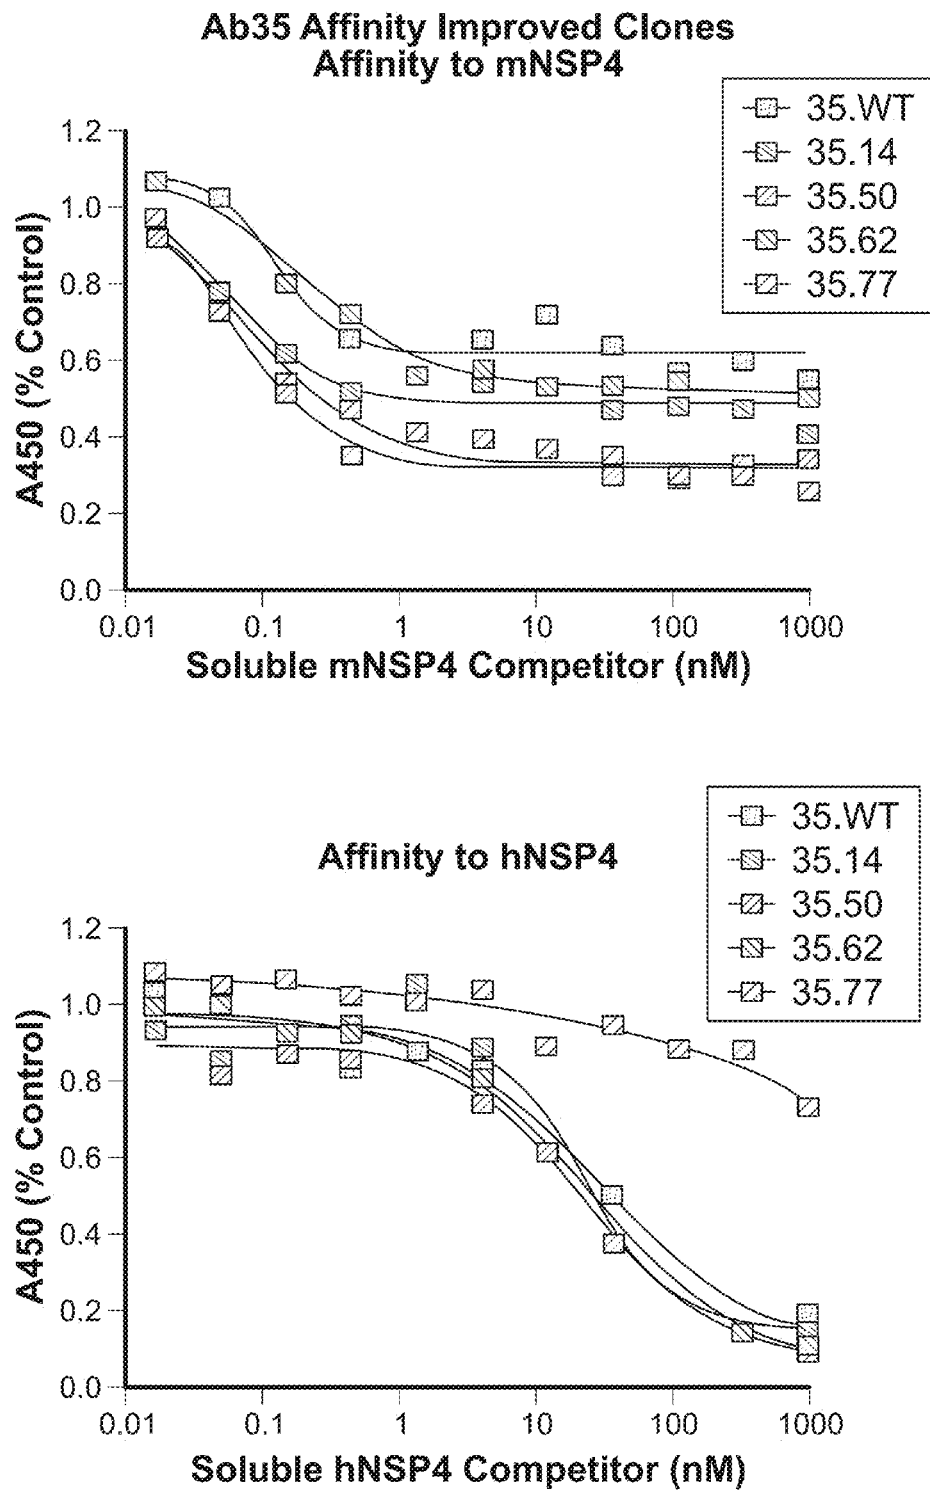 Ab35 Affinity Improved Clones
Affinity to mNSP4
35.WT
35.14
35.50
35.62
35.77
A450 (% Control)
1.2
1.0
0.8
0.6
0.4
0.2
0.0
0.01 0.1 1 10 100 1000
Soluble mNSP4 Competitor (nM)
Affinity to hNSP4
35.WT
35.14
35.50
35.62
35.77
A450 (% Control)
1.2
1.0
0.8
0.6
0.4
0.2
0.0
0.01 0.1 1 10 100 1000
Soluble hNSP4 Competitor (nM)